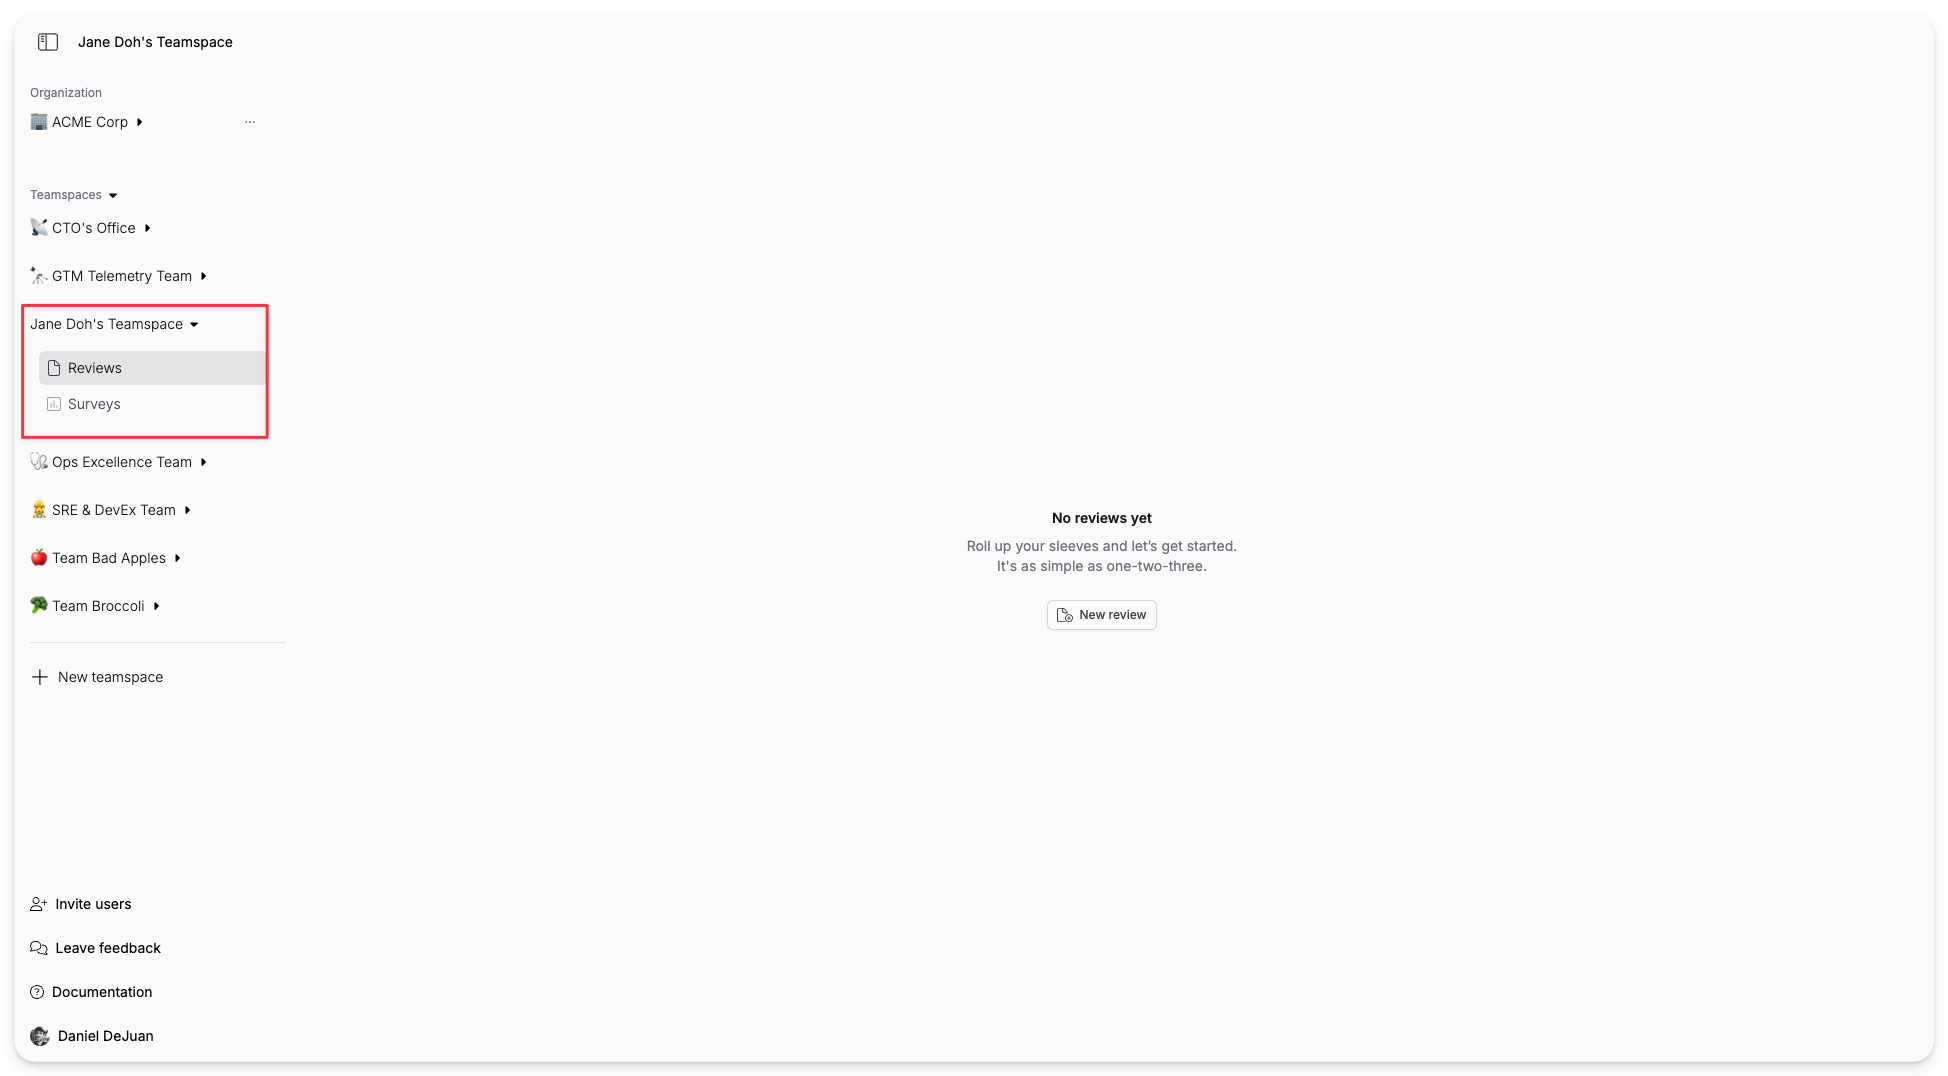 Jane Doh's Teamspace
Organization
ACME Corp
Teamspaces
CTO's Office
GTM Telemetry Team
Jane Doh's Teamspace
Reviews
Surveys
Ops Excellence Team
SRE & DevEx Team
Team Bad Apples
Team Broccoli
New teamspace
Invite users
Leave feedback
Documentation
Daniel DeJuan
No reviews yet
Roll up your sleeves and let’s get started.
It's as simple as one-two-three.
New review